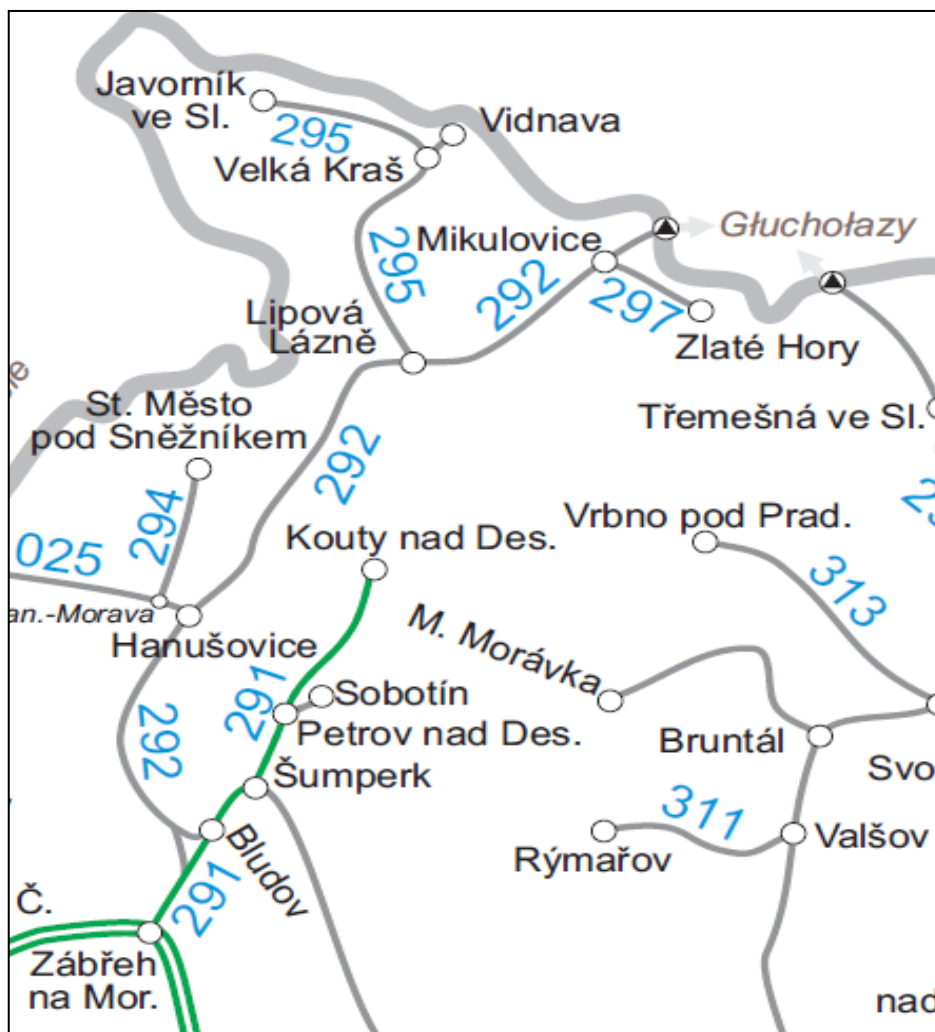 Javorník
ve Sl.
295
Vidnava
Velká Kraš
Mikulovice
Głuchołazy
295
292
297
Lipová
Lázně
Zlaté Hory
St. Město
pod Sněžníkem
Třemešná ve Sl.
292
294
025
Kouty nad Des.
Vrbno pod Prad.
313
an.-Morava
Hanušovice
M. Morávka
291
Sobotín
292
Petrov nad Des.
Bruntál
Svo
Šumperk
311
Valšov
Rýmařov
Bludov
291
Č.
Zábřeh
na Mor.
nad